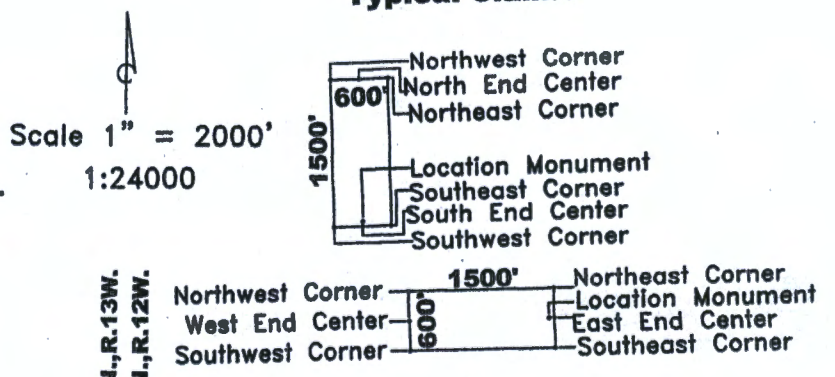 Typical Claim
Scale 1" = 2000'
1:24000
Northwest Corner
North End Center
Northeast Corner
600'
1500'
Location Monument
Southeast Corner
South End Center
Southwest Corner
R.13W.
R.12W.
1500'
600'
Northwest Corner
West End Center
Southwest Corner
Northeast Corner
Location Monument
East End Center
Southeast Corner